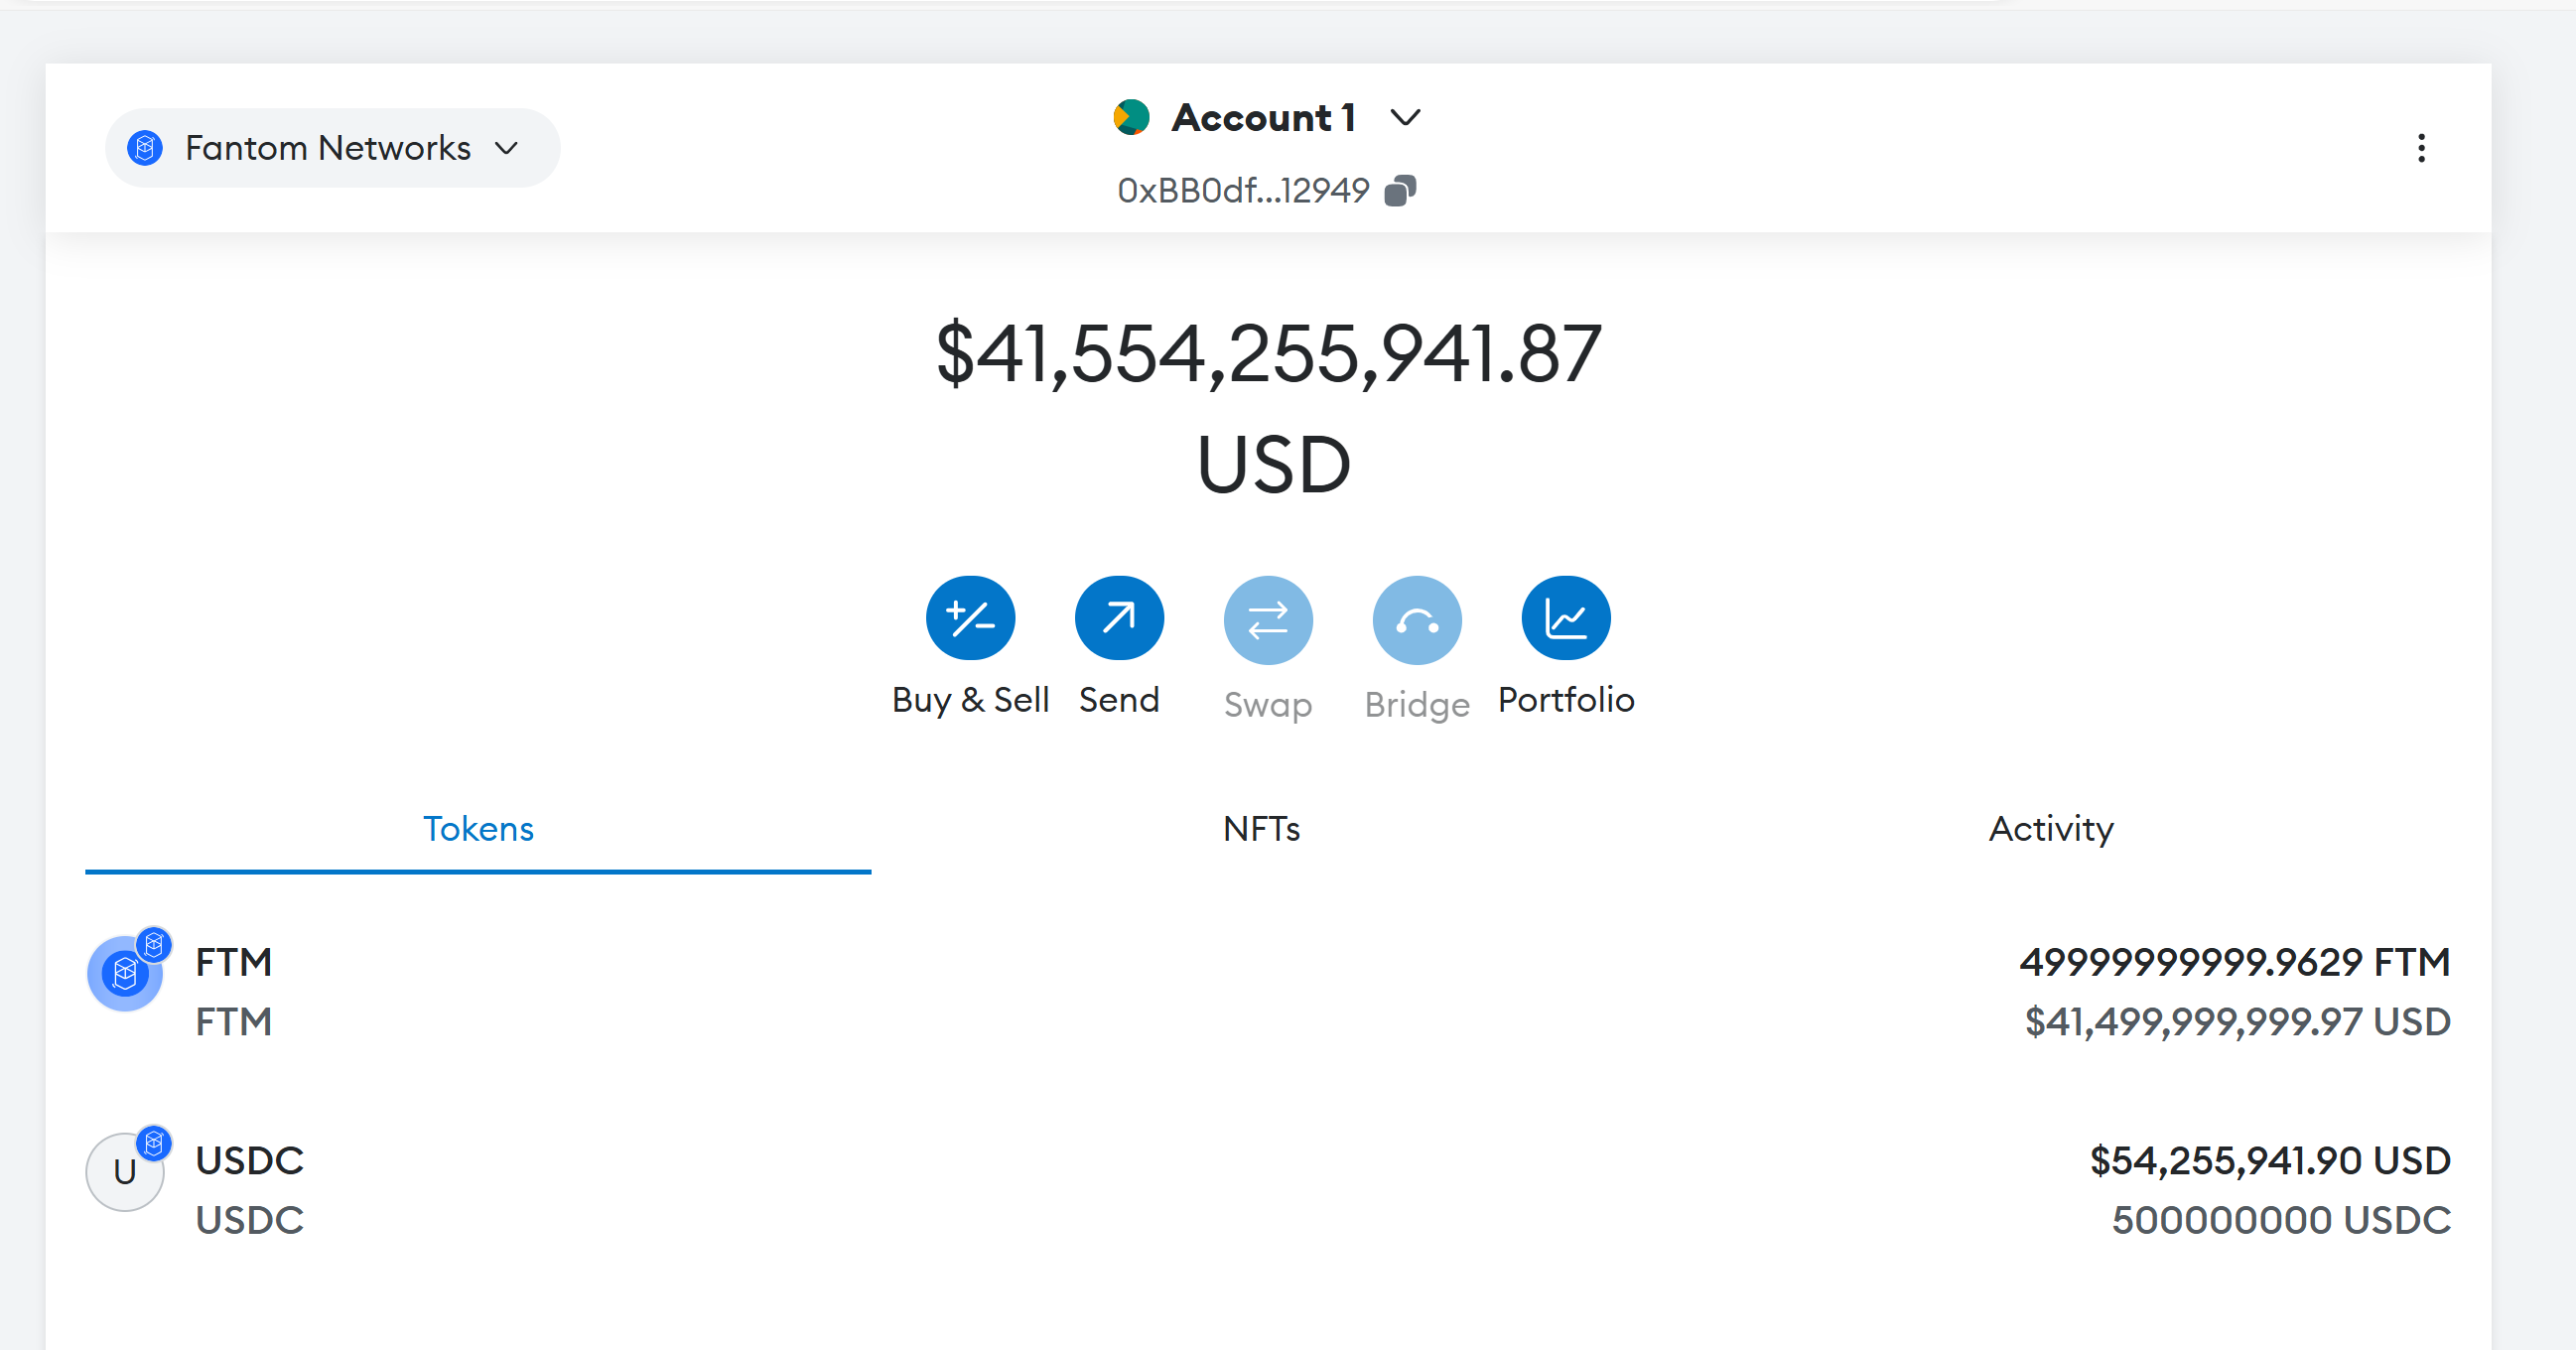 Fantom Networks
Account 1
0xBB0df...12949
$41,554,255,941.87
USD
Buy & Sell
Send
Swap
Bridge
Portfolio
Tokens
NFTs
Activity
FTM
49999999999.9629 FTM
FTM
$41,499,999,999.97 USD
U
USDC
$54,255,941.90 USD
USDC
500000000 USDC